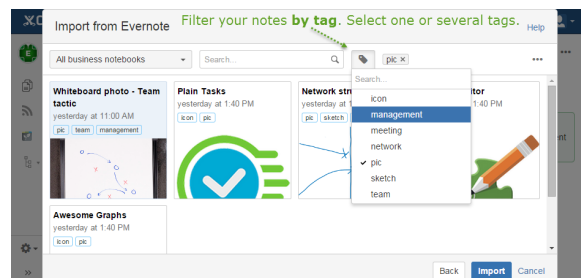 Import from Evernote
Filter your notes by tag. Select one or several tags.
Help
All business notebooks
Search...
pic ×
Search...
icon
management
meeting
network
pic
sketch
team
Whiteboard photo - Team tactic
yesterday at 11:00 AM
pic team management
Plain Tasks
yesterday at 1:40 PM
icon pic
Network
yesterday at
pic sketch
1:40 PM
Awesome Graphs
yesterday at 1:40 PM
icon pic
Back Import Cancel